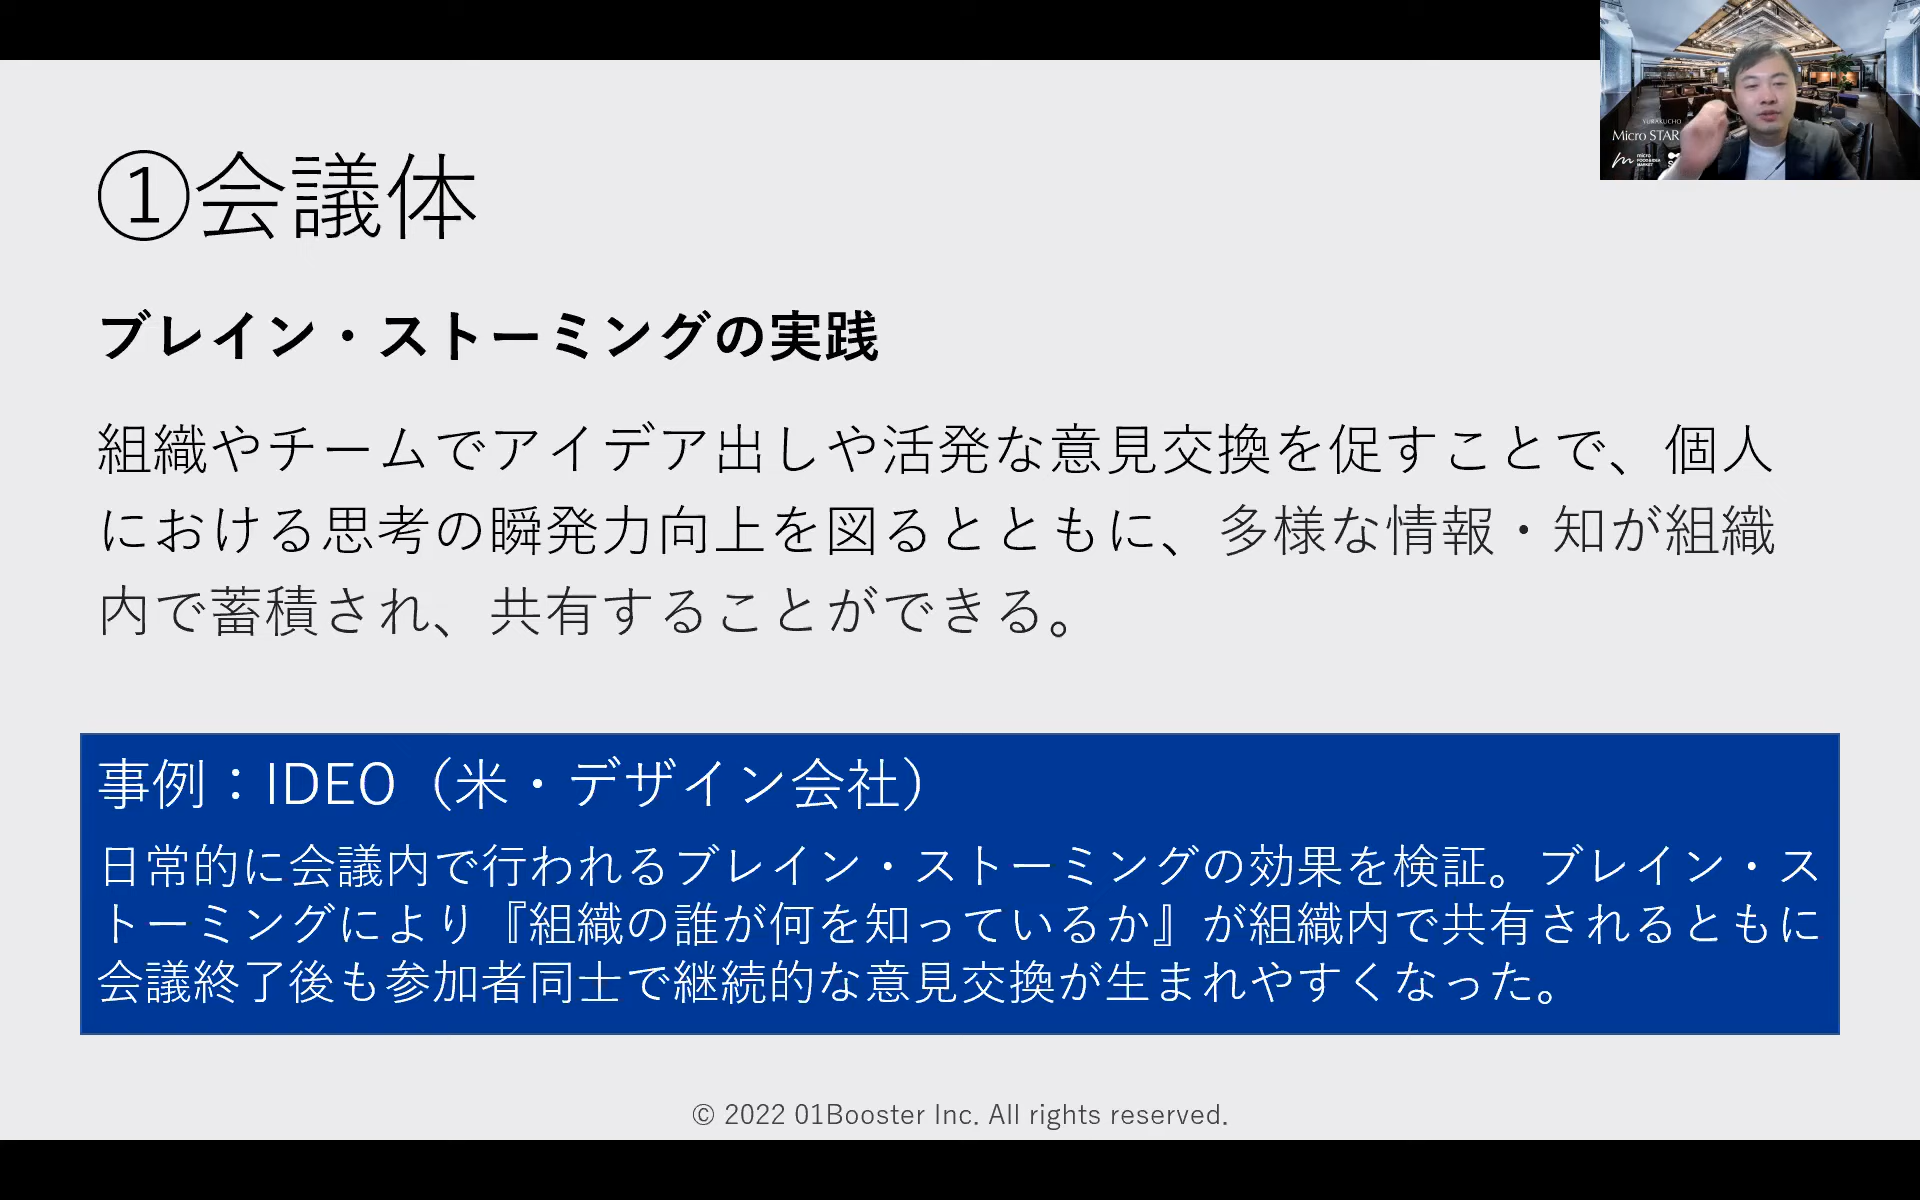 YURAKUCHO
Micro STAR
①会議体
ブレイン・ストーミングの実践
組織やチームでアイデア出しや活発な意見交換を促すことで、個人
における思考の瞬発力向上を図るとともに、多様な情報・知が組織
内で蓄積され、共有することができる。
事例：IDEO（米・デザイン会社）
日常的に会議内で行われるブレイン・ストーミングの効果を検証。ブレイン・ス
トーミングにより『組織の誰が何を知っているか』が組織内で共有されるともに
会議終了後も参加者同士で継続的な意見交換が生まれやすくなった。
© 2022 01Booster Inc. All rights reserved.